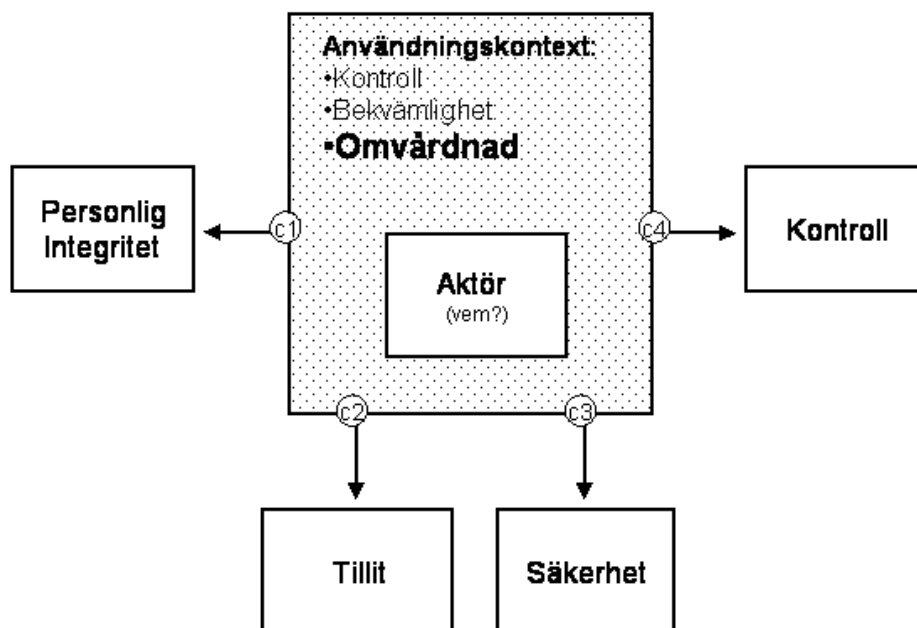 Användningskontext:
•Kontroll
•Bekvämlighet
•Omvårdnad
Personlig
Integritet
c1
c4
Kontroll
Aktör
(vem?)
c2
c3
Tillit
Säkerhet